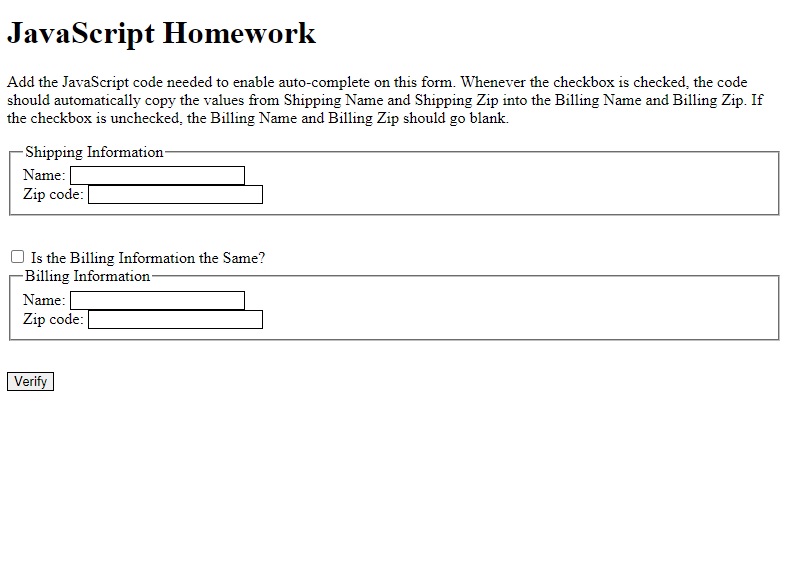 JavaScript Homework
Add the JavaScript code needed to enable auto-complete on this form. Whenever the checkbox is checked, the code
should automatically copy the values from Shipping Name and Shipping Zip into the Billing Name and Billing Zip. If
the checkbox is unchecked, the Billing Name and Billing Zip should go blank.
Shipping Information
Name:
Zip code:
Is the Billing Information the Same?
Billing Information
Name:
Zip code:
Verify